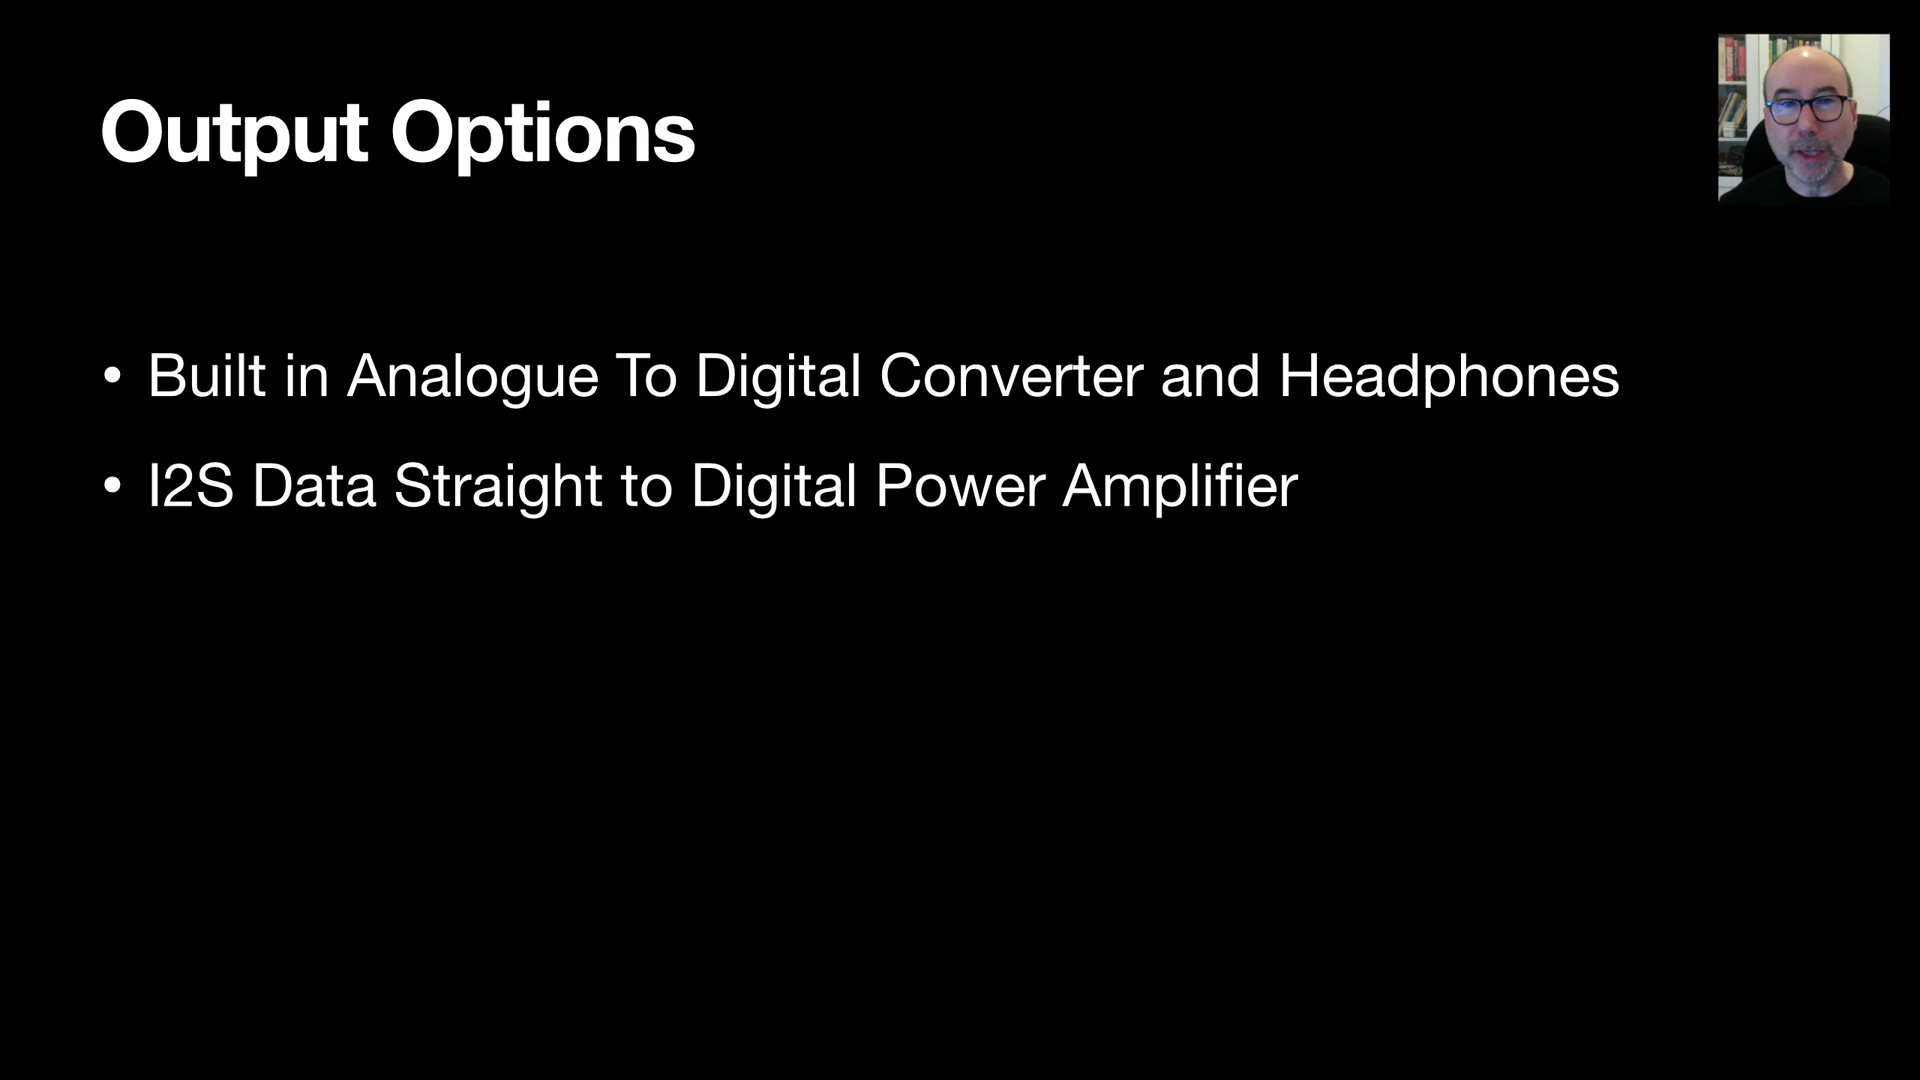 Output Options
• Built in Analogue To Digital Converter and Headphones
• I2S Data Straight to Digital Power Amplifier